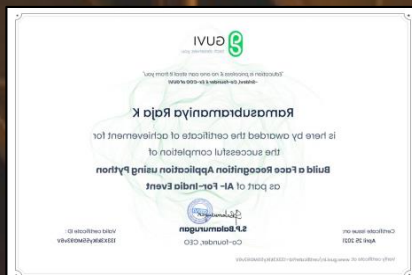 GUVI
'Education is priceless & no one can steal it from you'
Ramasubramaniya Raja K
is here by awarded the certificate of achievement for
the successful completion of
Build a Face Recognition Application using Python
as part of AI- For-India Event
S.P.Balamurugan
Co-founder, CEO
Certificate issue on:
April 25 2021
Valid certificate ID :